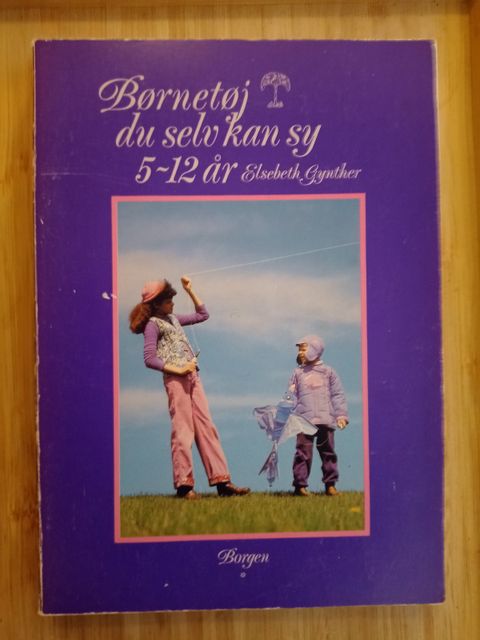 Børnetøj
du selv kan sy
5~12 år Elsebeth Gynther
Borgen